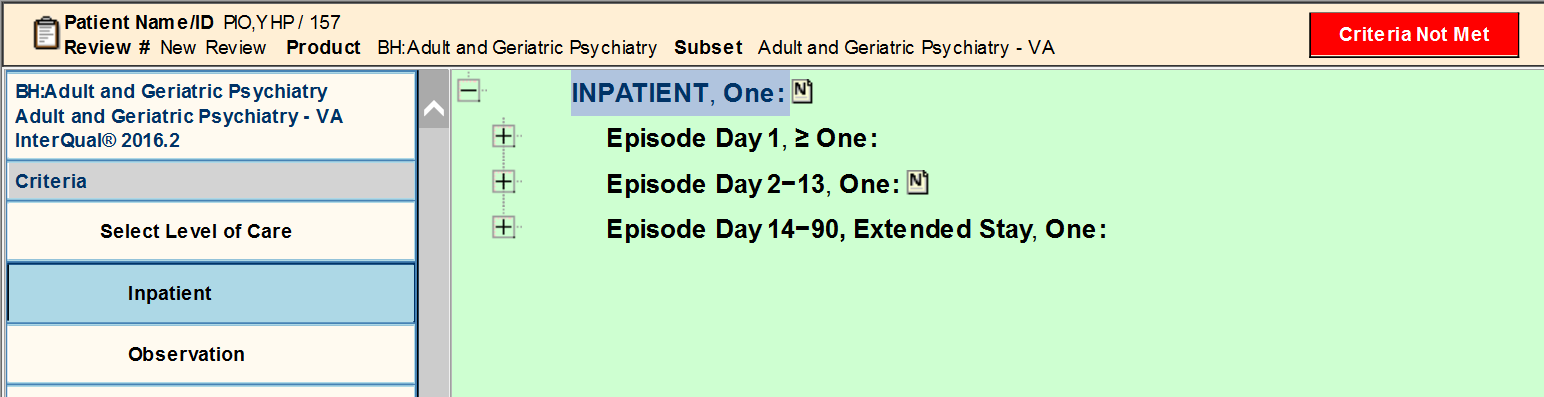 Patient Name/ID PIO,YHP / 157
Review # New Review Product BH:Adult and Geriatric Psychiatry Subset Adult and Geriatric Psychiatry - VA
Criteria Not Met
BH:Adult and Geriatric Psychiatry
Adult and Geriatric Psychiatry - VA
InterQual® 2016.2
Criteria
Select Level of Care
Inpatient
Observation
INPATIENT, One: N
Episode Day 1, ≥ One:
Episode Day 2−13, One: N
Episode Day 14−90, Extended Stay, One: